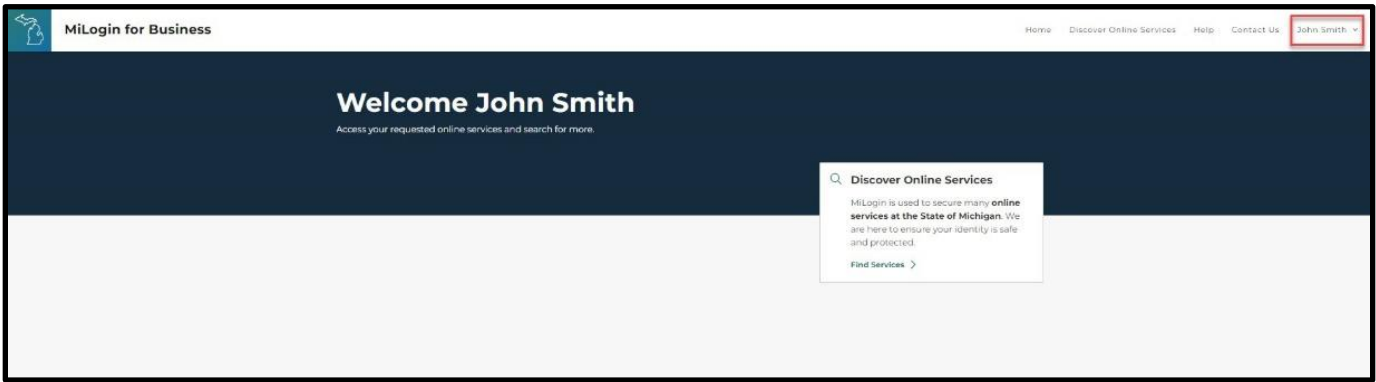 MiLogin for Business
Home Discover Online Services Help Contact Us John Smith
Welcome John Smith
Access your requested online services and search for more.
Discover Online Services
MiLogin is used to secure many online
services at the State of Michigan. We
are here to ensure your identity is safe
and protected.
Find Services